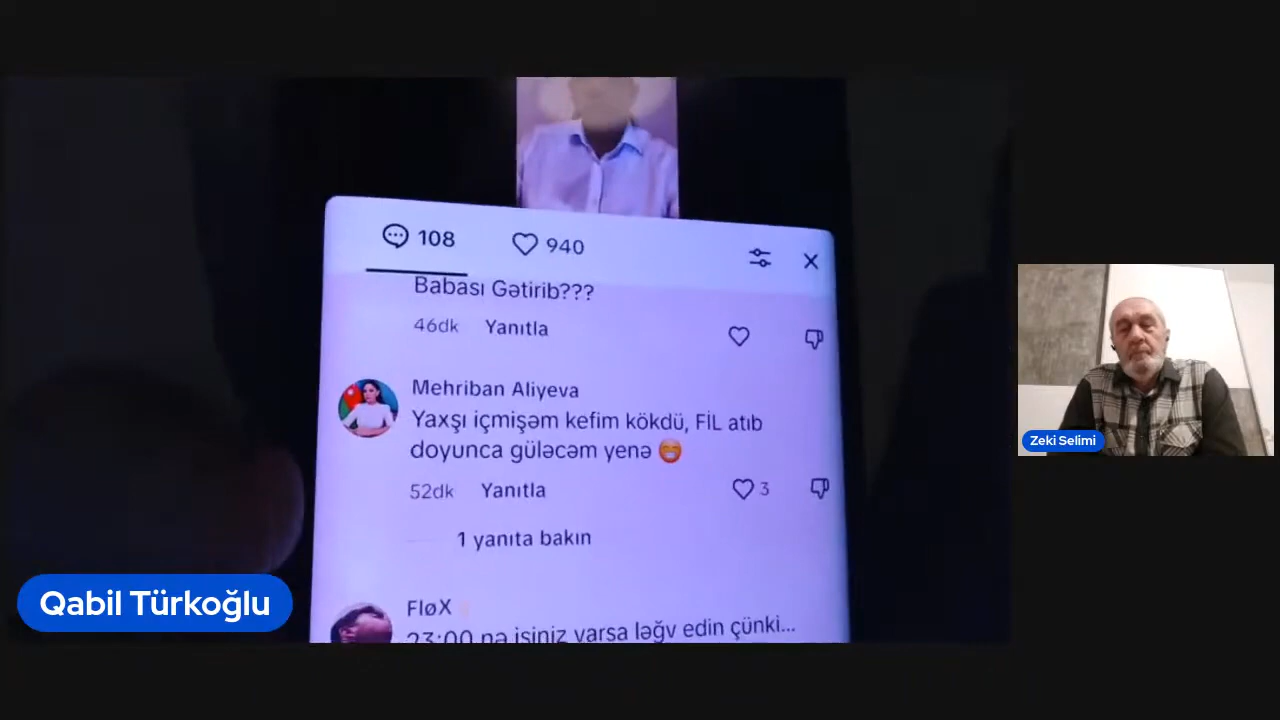 108
940
Babası Gətirib???
46dk Yanıtla
Mehriban Aliyeva
Yaxşı içmişəm kefim kökdü, FİL atıb
doyunca güləcəm yenə 😁
52dk Yanıtla
3
1 yanıta bakın
FløX
23:00 nə işiniz varsa ləğv edin çünki...
Qabil Türkoğlu
Zeki Selimi